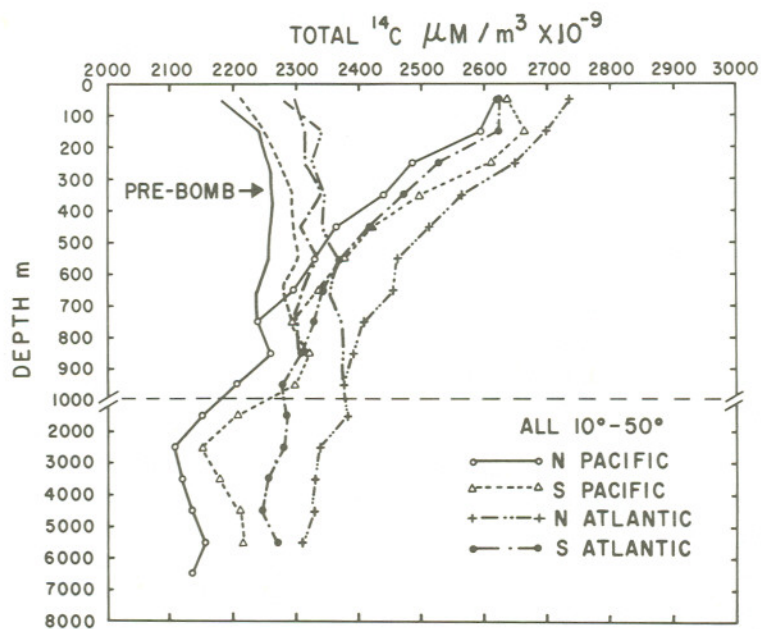 TOTAL ¹⁴C µM / m³ X10⁻⁹
2000 2100 2200 2300 2400 2500 2600 2700 2800 2900 3000
0
100
200
300
PRE-BOMB
400
500
600
DEPTH m
700
800
900
1000
2000
3000
4000
5000
6000
7000
8000
ALL 10°-50°
N PACIFIC
S PACIFIC
N ATLANTIC
S ATLANTIC